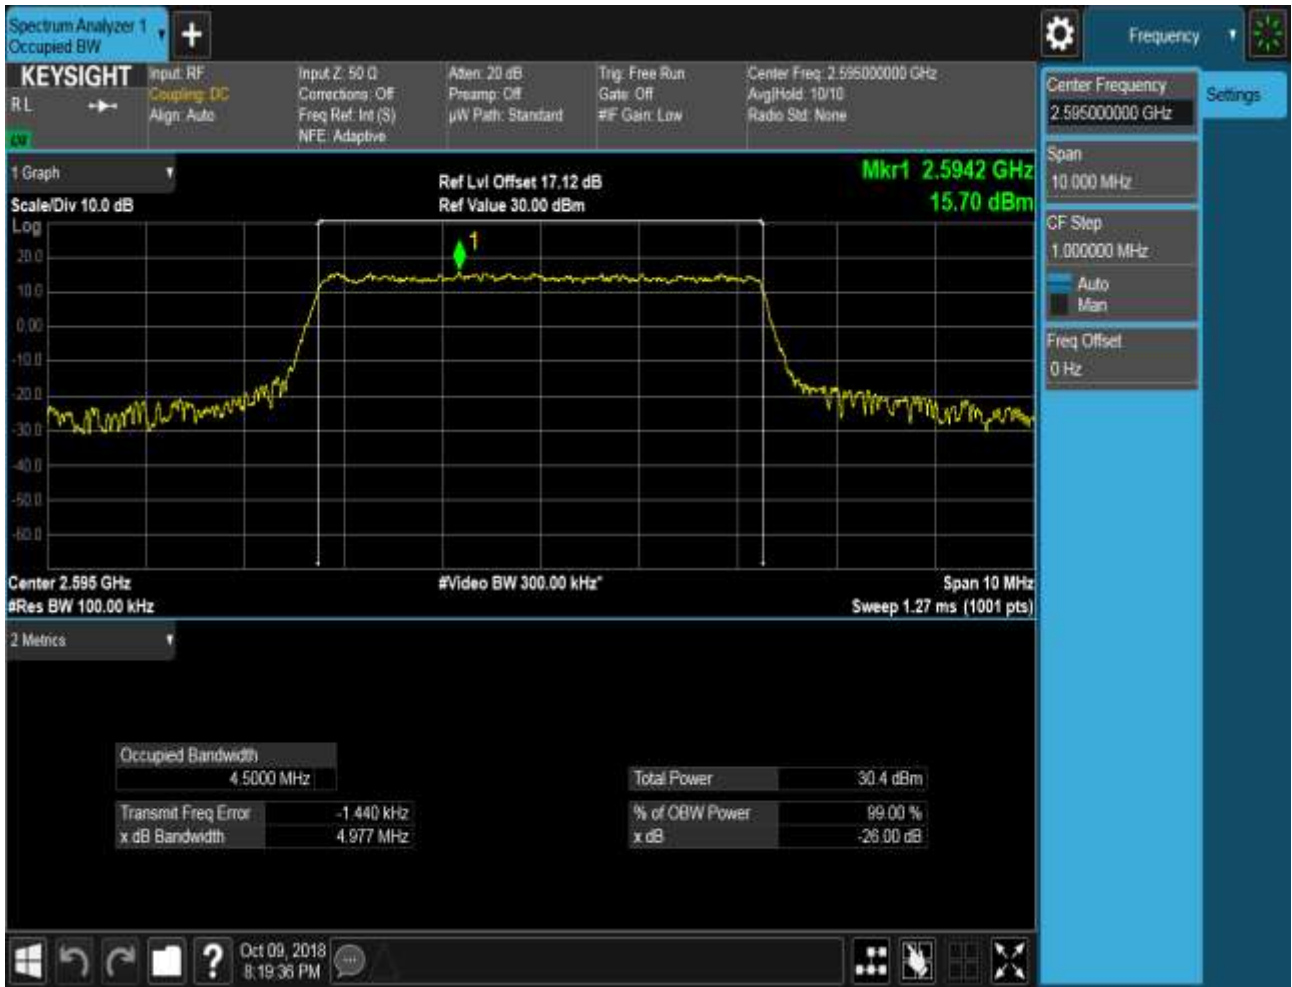 Spectrum Analyzer 1
Occupied BW
Frequency
KEYSIGHT
R L
LXI
Input: RF
Coupling: DC
Align: Auto
Input Z: 50 Ω
Corrections: Off
Freq Ref: Int (S)
NFE: Adaptive
Atten: 20 dB
Preamp: Off
µW Path: Standard
Trig: Free Run
Gate: Off
#IF Gain: Low
Center Freq: 2.595000000 GHz
Avg|Hold: 10/10
Radio Std: None
Center Frequency
2.595000000 GHz
Settings
Span
10.000 MHz
CF Step
1.000000 MHz
Auto
Man
Freq Offset
0 Hz
1 Graph
Scale/Div 10.0 dB
Log
Ref Lvl Offset 17.12 dB
Ref Value 30.00 dBm
Mkr1 2.5942 GHz
15.70 dBm
1
20.0
10.0
0.00
-10.0
-20.0
-30.0
-40.0
-50.0
-60.0
Center 2.595 GHz
#Res BW 100.00 kHz
#Video BW 300.00 kHz*
Span 10 MHz
Sweep 1.27 ms (1001 pts)
2 Metrics
Occupied Bandwidth
4.5000 MHz
Transmit Freq Error -1.440 kHz
x dB Bandwidth 4.977 MHz
Total Power 30.4 dBm
% of OBW Power 99.00 %
x dB -26.00 dB
?
Oct 09, 2018
8:19:36 PM